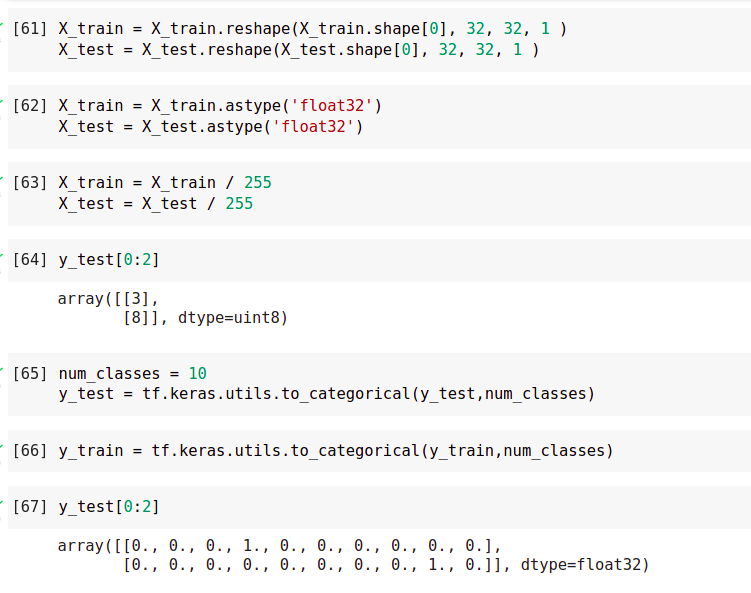 [61] X_train = X_train.reshape(X_train.shape[0], 32, 32, 1 )
X_test = X_test.reshape(X_test.shape[0], 32, 32, 1 )
[62] X_train = X_train.astype('float32')
X_test = X_test.astype('float32')
[63] X_train = X_train / 255
X_test = X_test / 255
[64] y_test[0:2]
array([[3],
[8]], dtype=uint8)
[65] num_classes = 10
y_test = tf.keras.utils.to_categorical(y_test,num_classes)
[66] y_train = tf.keras.utils.to_categorical(y_train,num_classes)
[67] y_test[0:2]
array([[0., 0., 0., 1., 0., 0., 0., 0., 0., 0.],
[0., 0., 0., 0., 0., 0., 0., 0., 1., 0.]], dtype=float32)